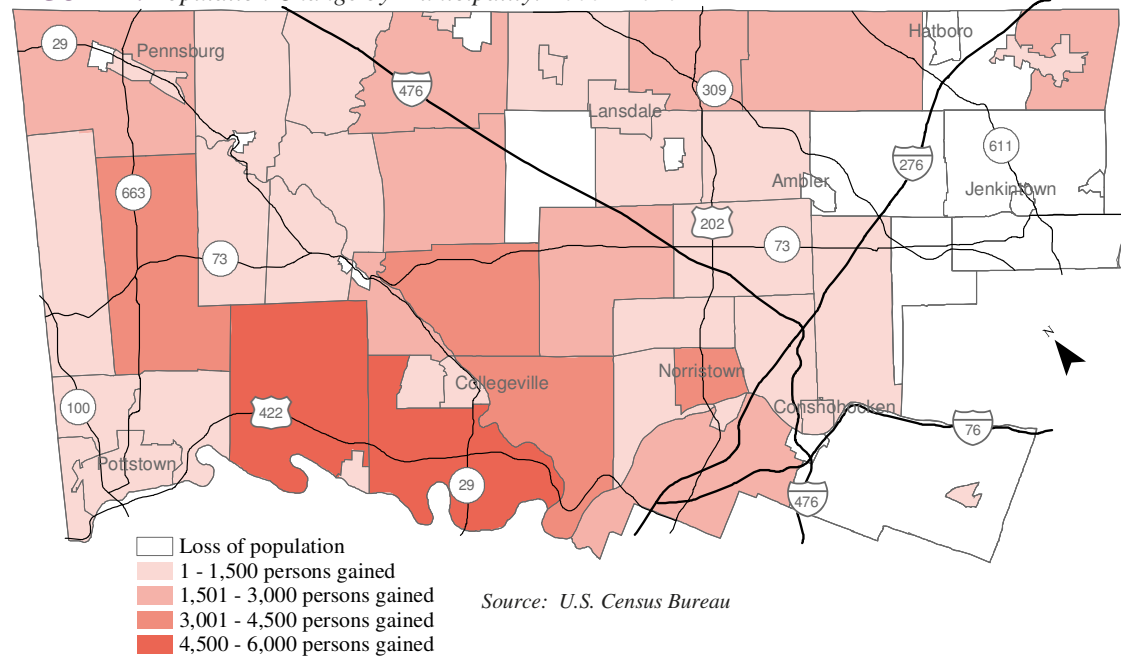 Hatboro
29
Pennsburg
476
309
Lansdale
611
276
663
Ambler
Jenkintown
202
73
73
N
Norristown
Collegeville
100
422
Conshohocken
76
Pottstown
29
476
Loss of population
1 - 1,500 persons gained
1,501 - 3,000 persons gained
Source: U.S. Census Bureau
3,001 - 4,500 persons gained
4,500 - 6,000 persons gained